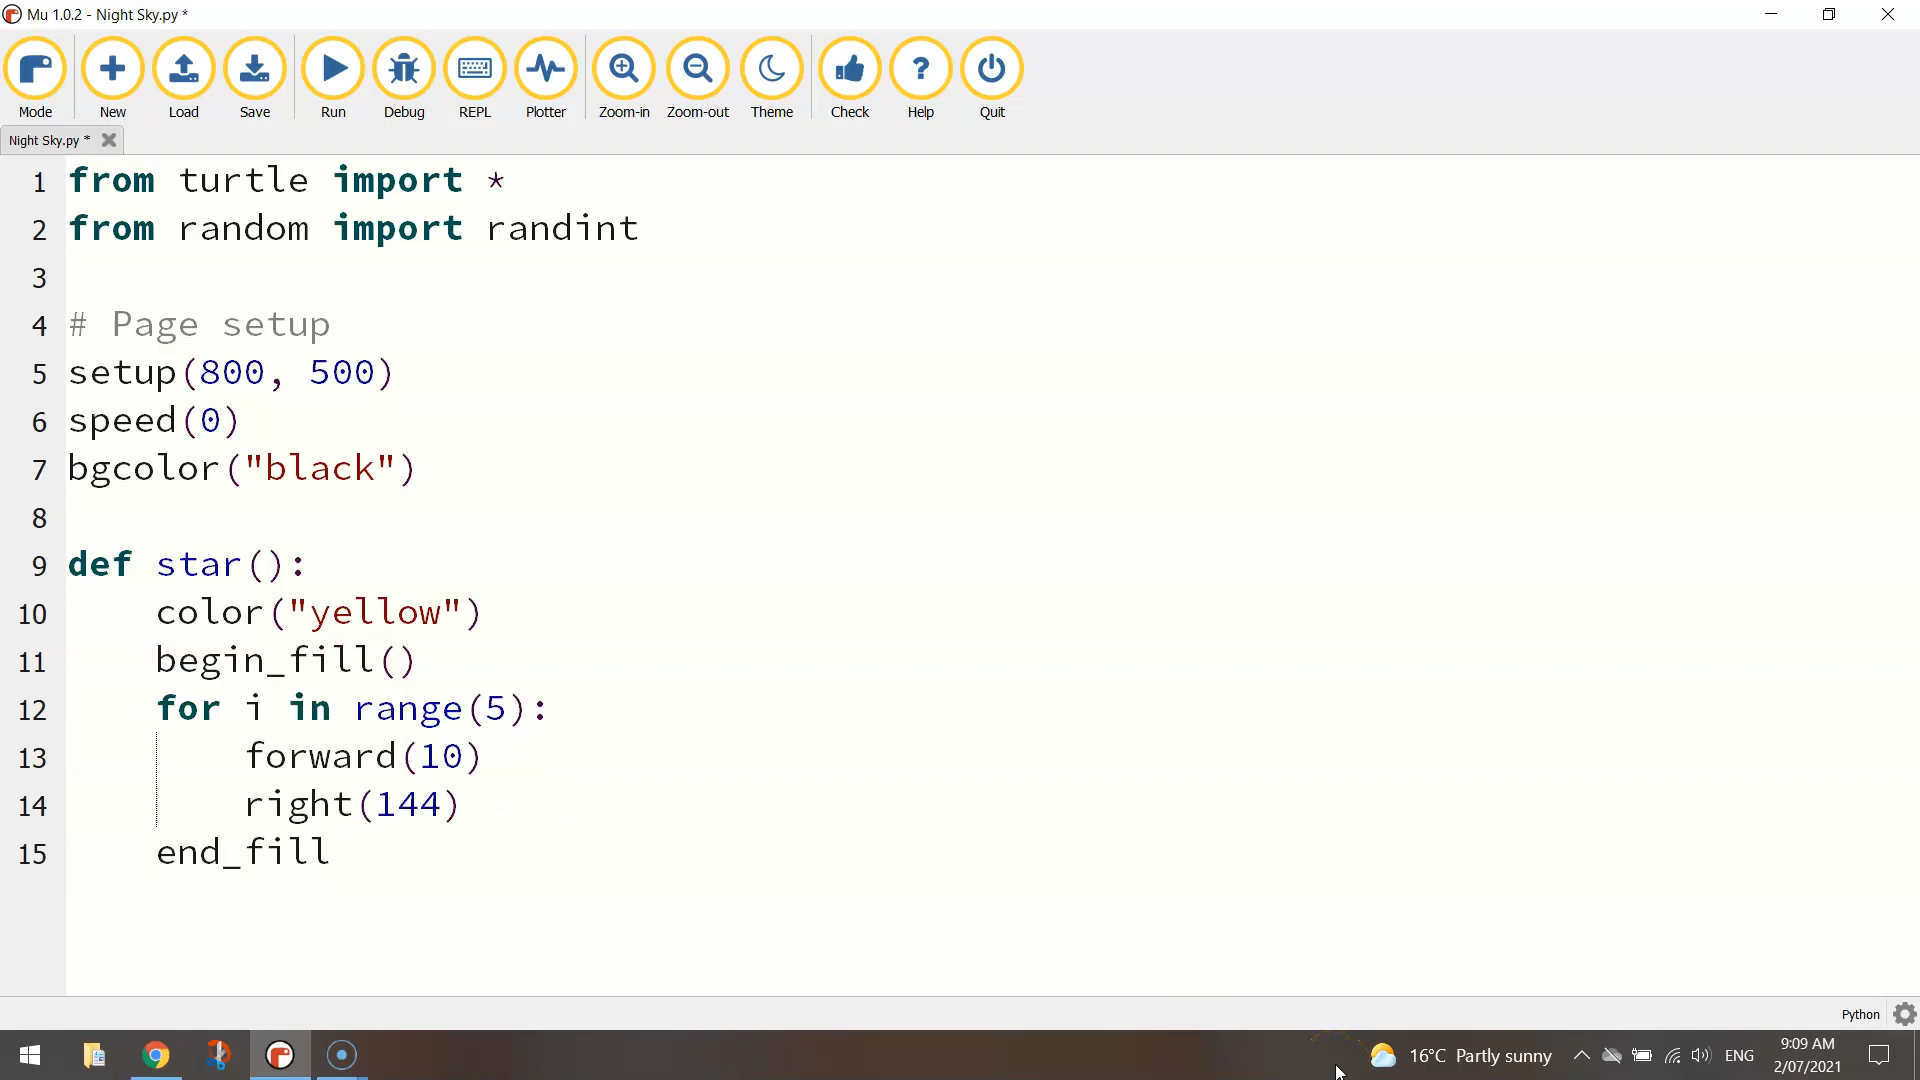 Mu 1.0.2 - Night Sky.py *
Mode New Load Save Run Debug REPL Plotter Zoom-in Zoom-out Theme Check Help Quit
Night Sky.py *
1 from turtle import *
2 from random import randint
3
4 # Page setup
5 setup(800, 500)
6 speed(0)
7 bgcolor("black")
8
9 def star():
10 color("yellow")
11 begin_fill()
12 for i in range(5):
13 forward(10)
14 right(144)
15 end_fill
Python
16°C Partly sunny ENG 9:09 AM
2/07/2021